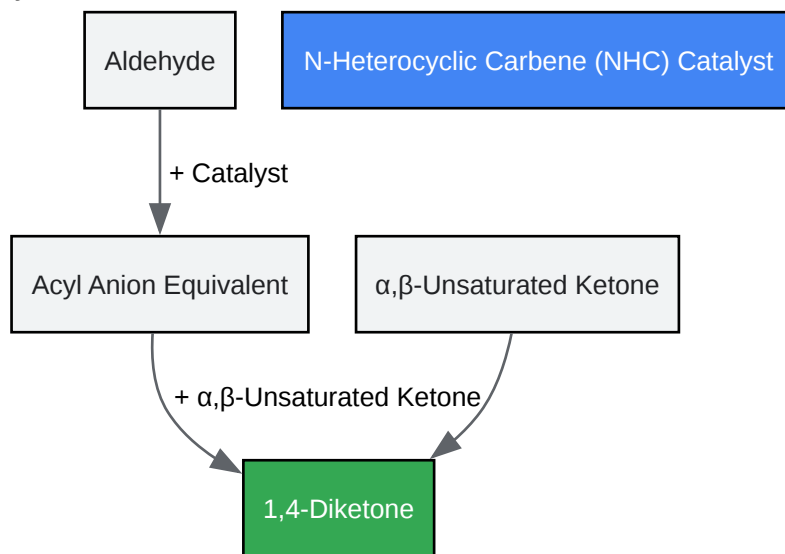 Aldehyde
N-Heterocyclic Carbene (NHC) Catalyst
+ Catalyst
Acyl Anion Equivalent
α,β-Unsaturated Ketone
+ α,β-Unsaturated Ketone
1,4-Diketone